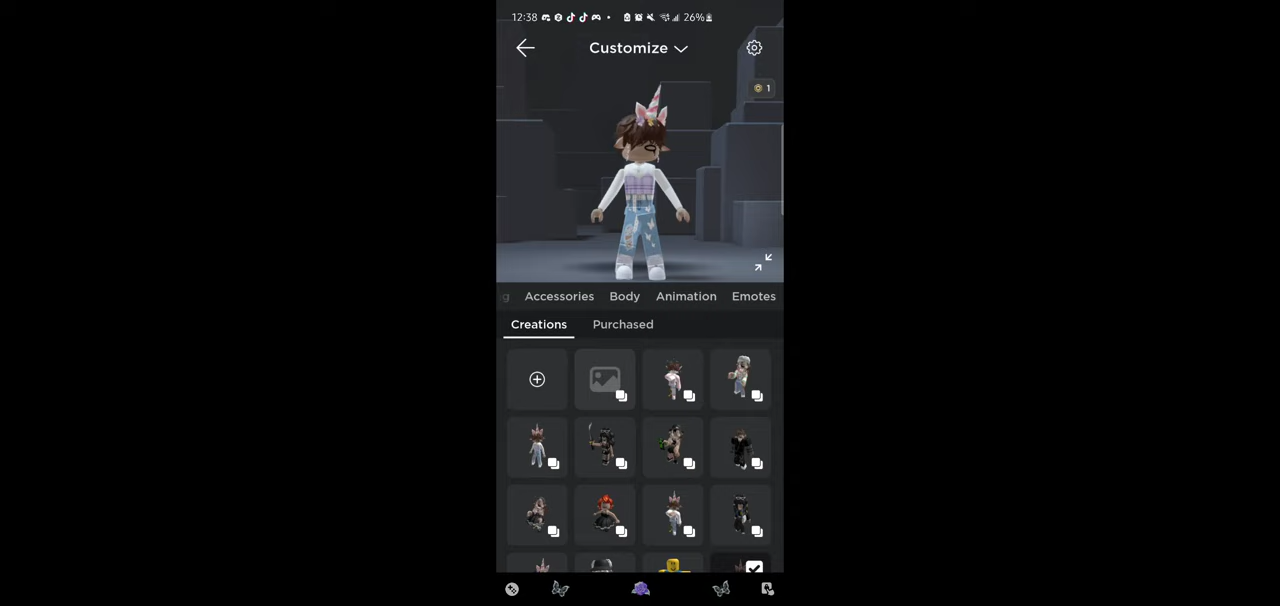 12:38 26%
Customize
1
Accessories Body Animation Emotes
Creations Purchased